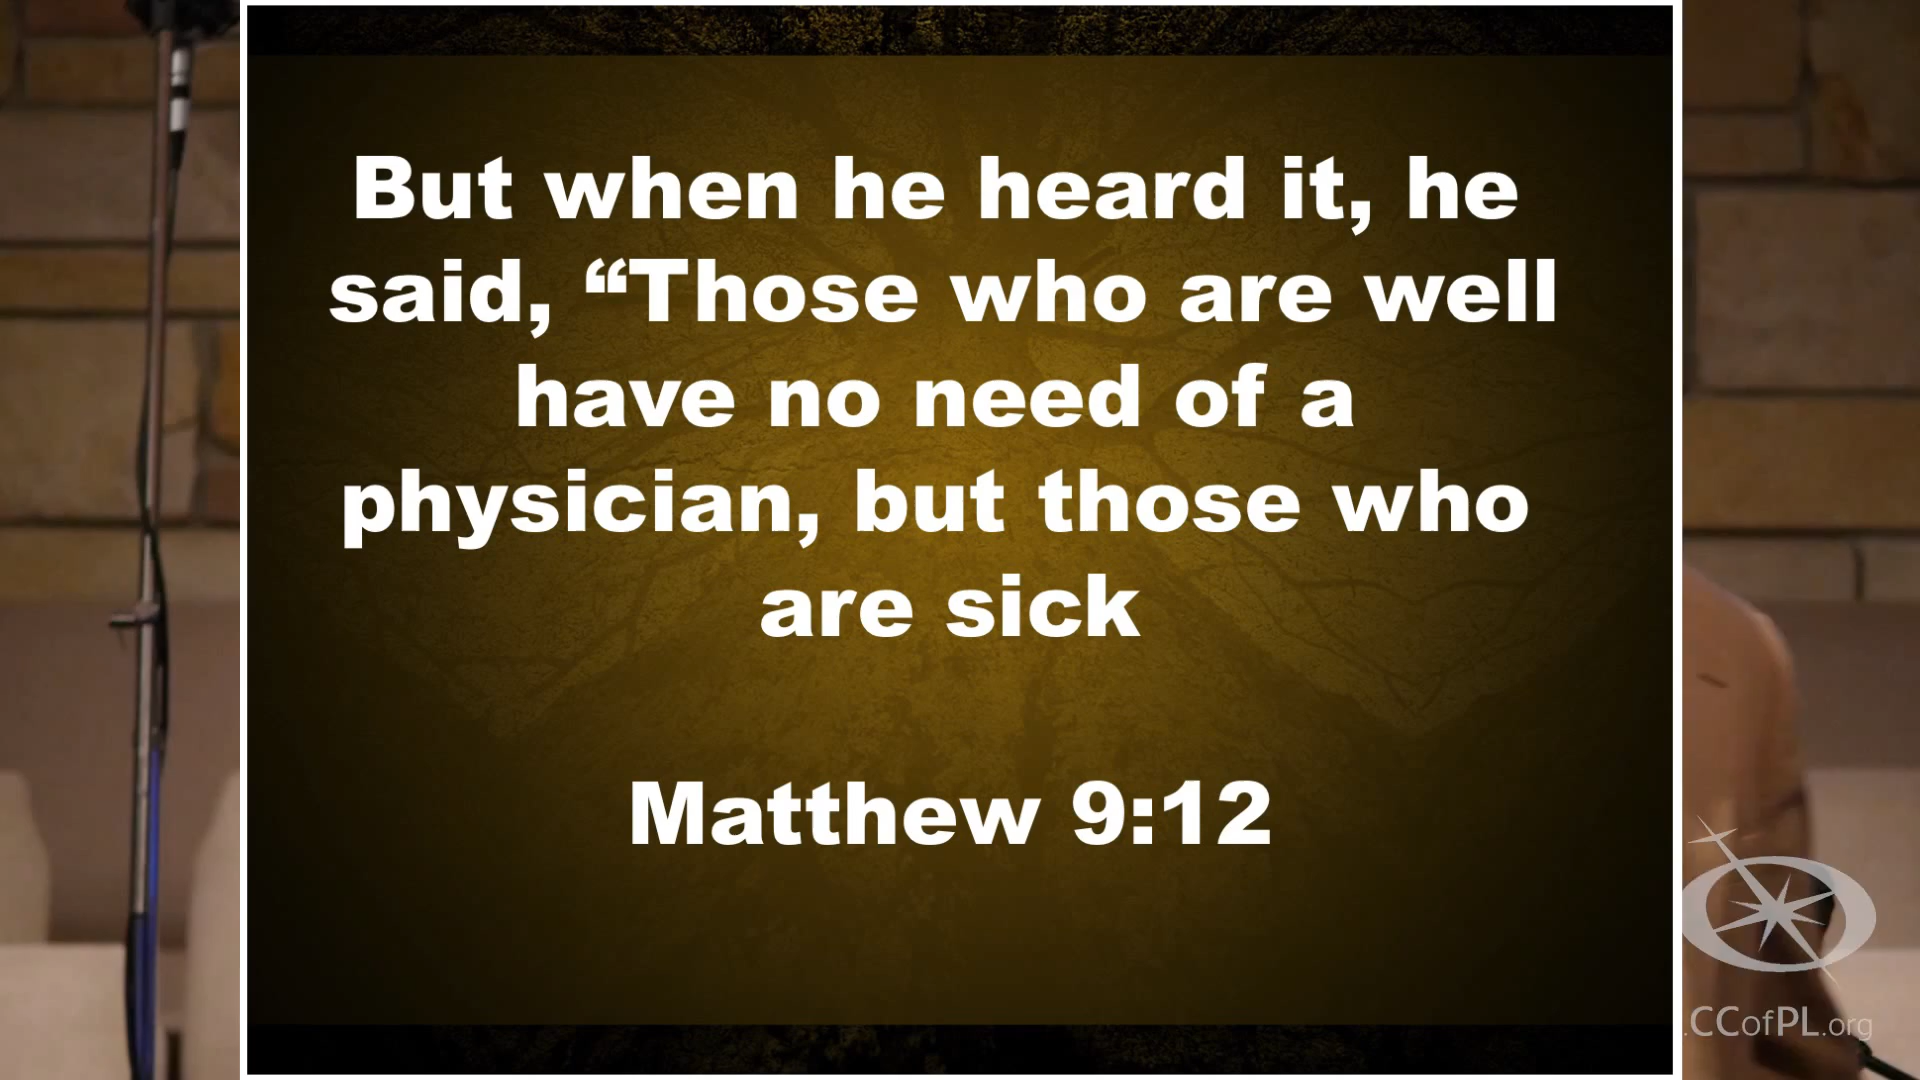 But when he heard it, he
said, “Those who are well
have no need of a
physician, but those who
are sick
Matthew 9:12
.CCofPL.org